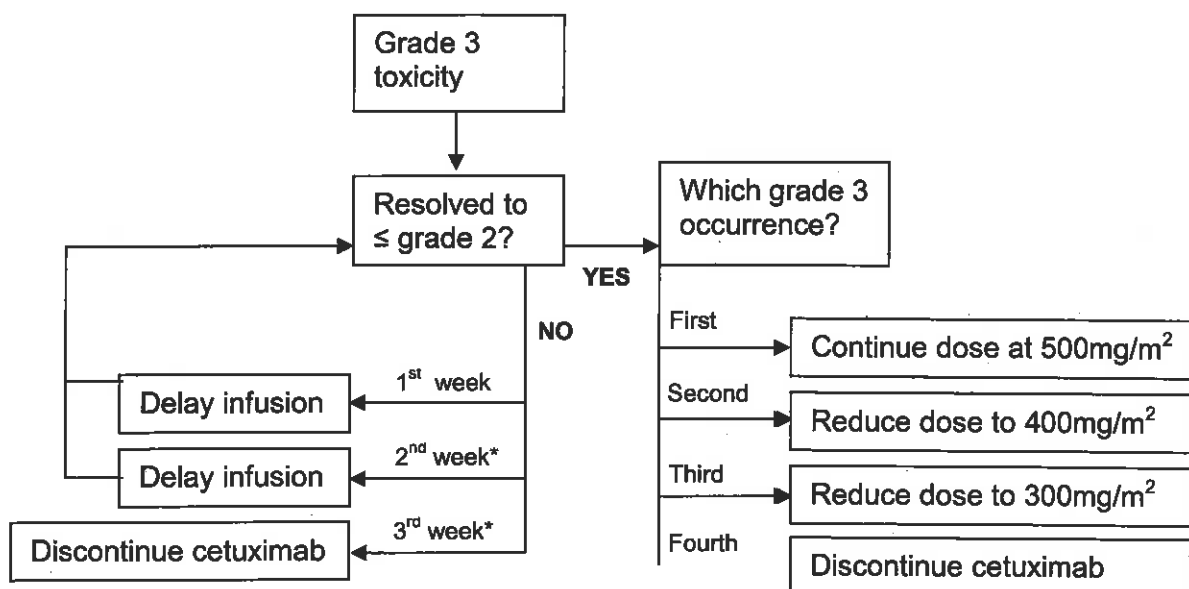 Grade 3
toxicity
Resolved to
≤ grade 2?
Which grade 3
occurrence?
YES
NO
First
Continue dose at 500mg/m²
1st week
Delay infusion
Second
Reduce dose to 400mg/m²
2nd week*
Delay infusion
Third
Reduce dose to 300mg/m²
3rd week*
Discontinue cetuximab
Fourth
Discontinue cetuximab